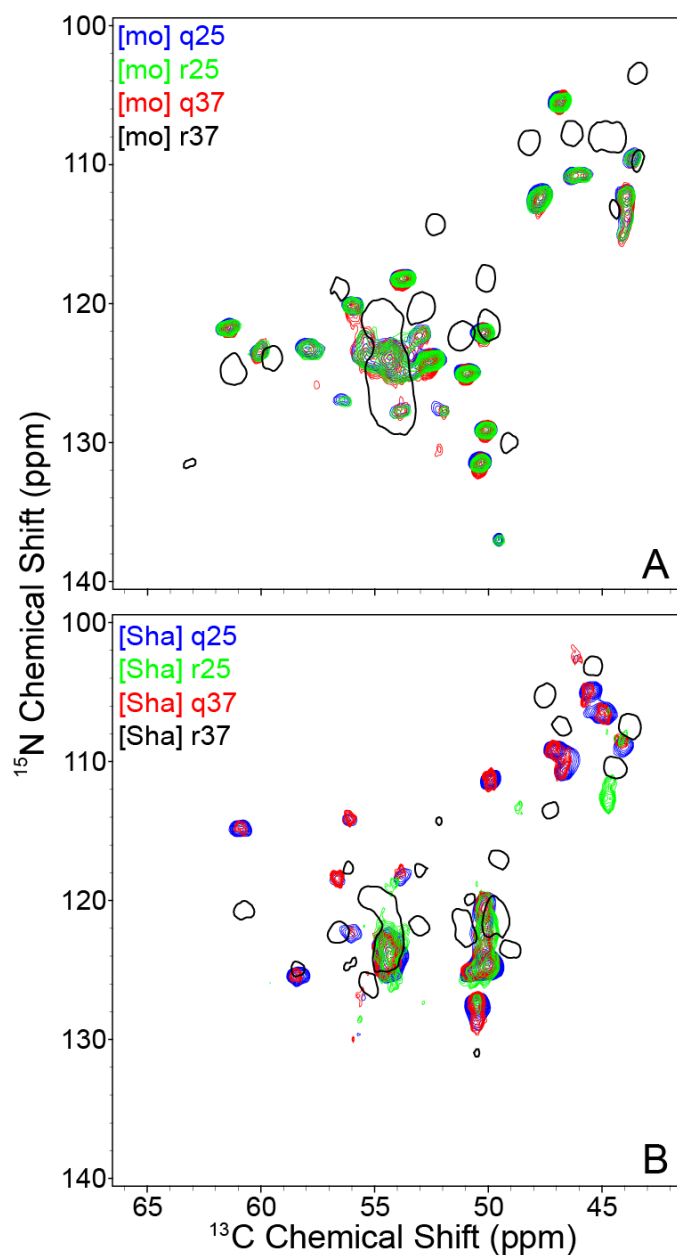 100
[mo] q25
[mo] r25
[mo] q37
[mo] r37
110
120
130
140
A
15N Chemical Shift (ppm)
100
[Sha] q25
[Sha] r25
[Sha] q37
[Sha] r37
110
120
130
140
B
65 60 55 50 45
13C Chemical Shift (ppm)